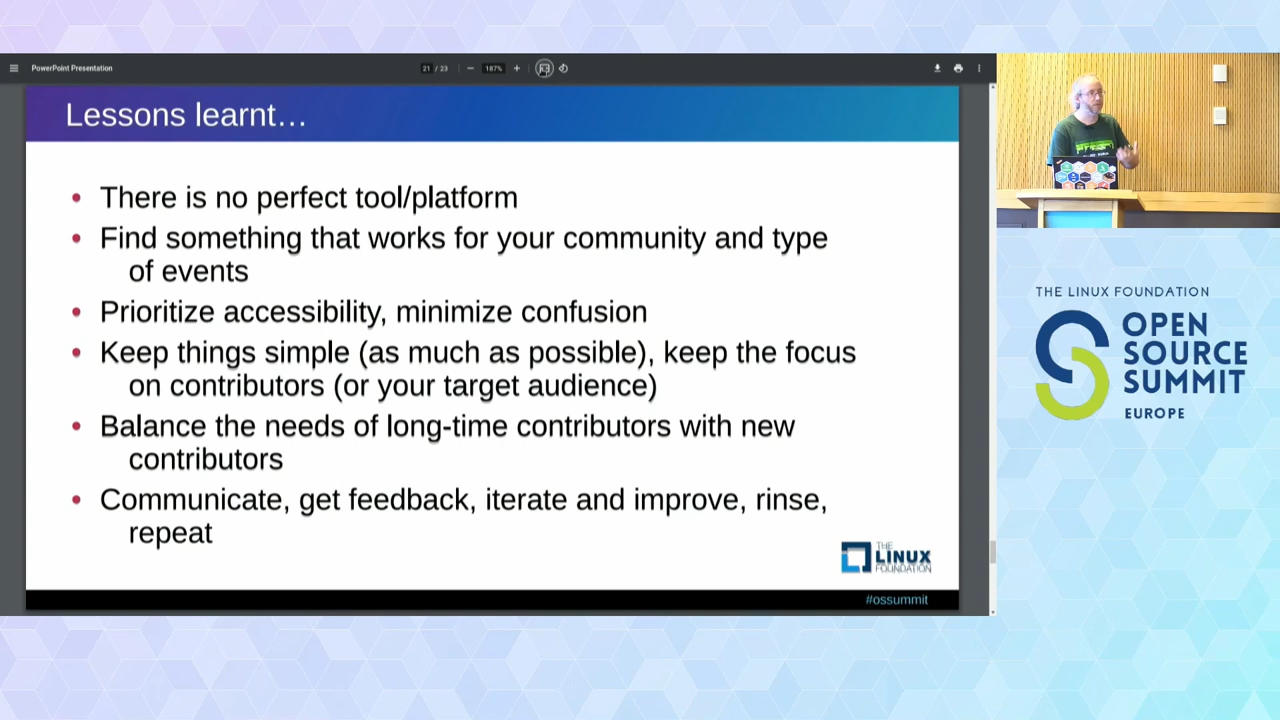 PowerPoint Presentation
21 / 23
187%
Lessons learnt…
• There is no perfect tool/platform
• Find something that works for your community and type
of events
• Prioritize accessibility, minimize confusion
• Keep things simple (as much as possible), keep the focus
on contributors (or your target audience)
• Balance the needs of long-time contributors with new
contributors
• Communicate, get feedback, iterate and improve, rinse,
repeat
THE
LINUX
FOUNDATION
#ossummit
THE LINUX FOUNDATION
OPEN
SOURCE
SUMMIT
EUROPE